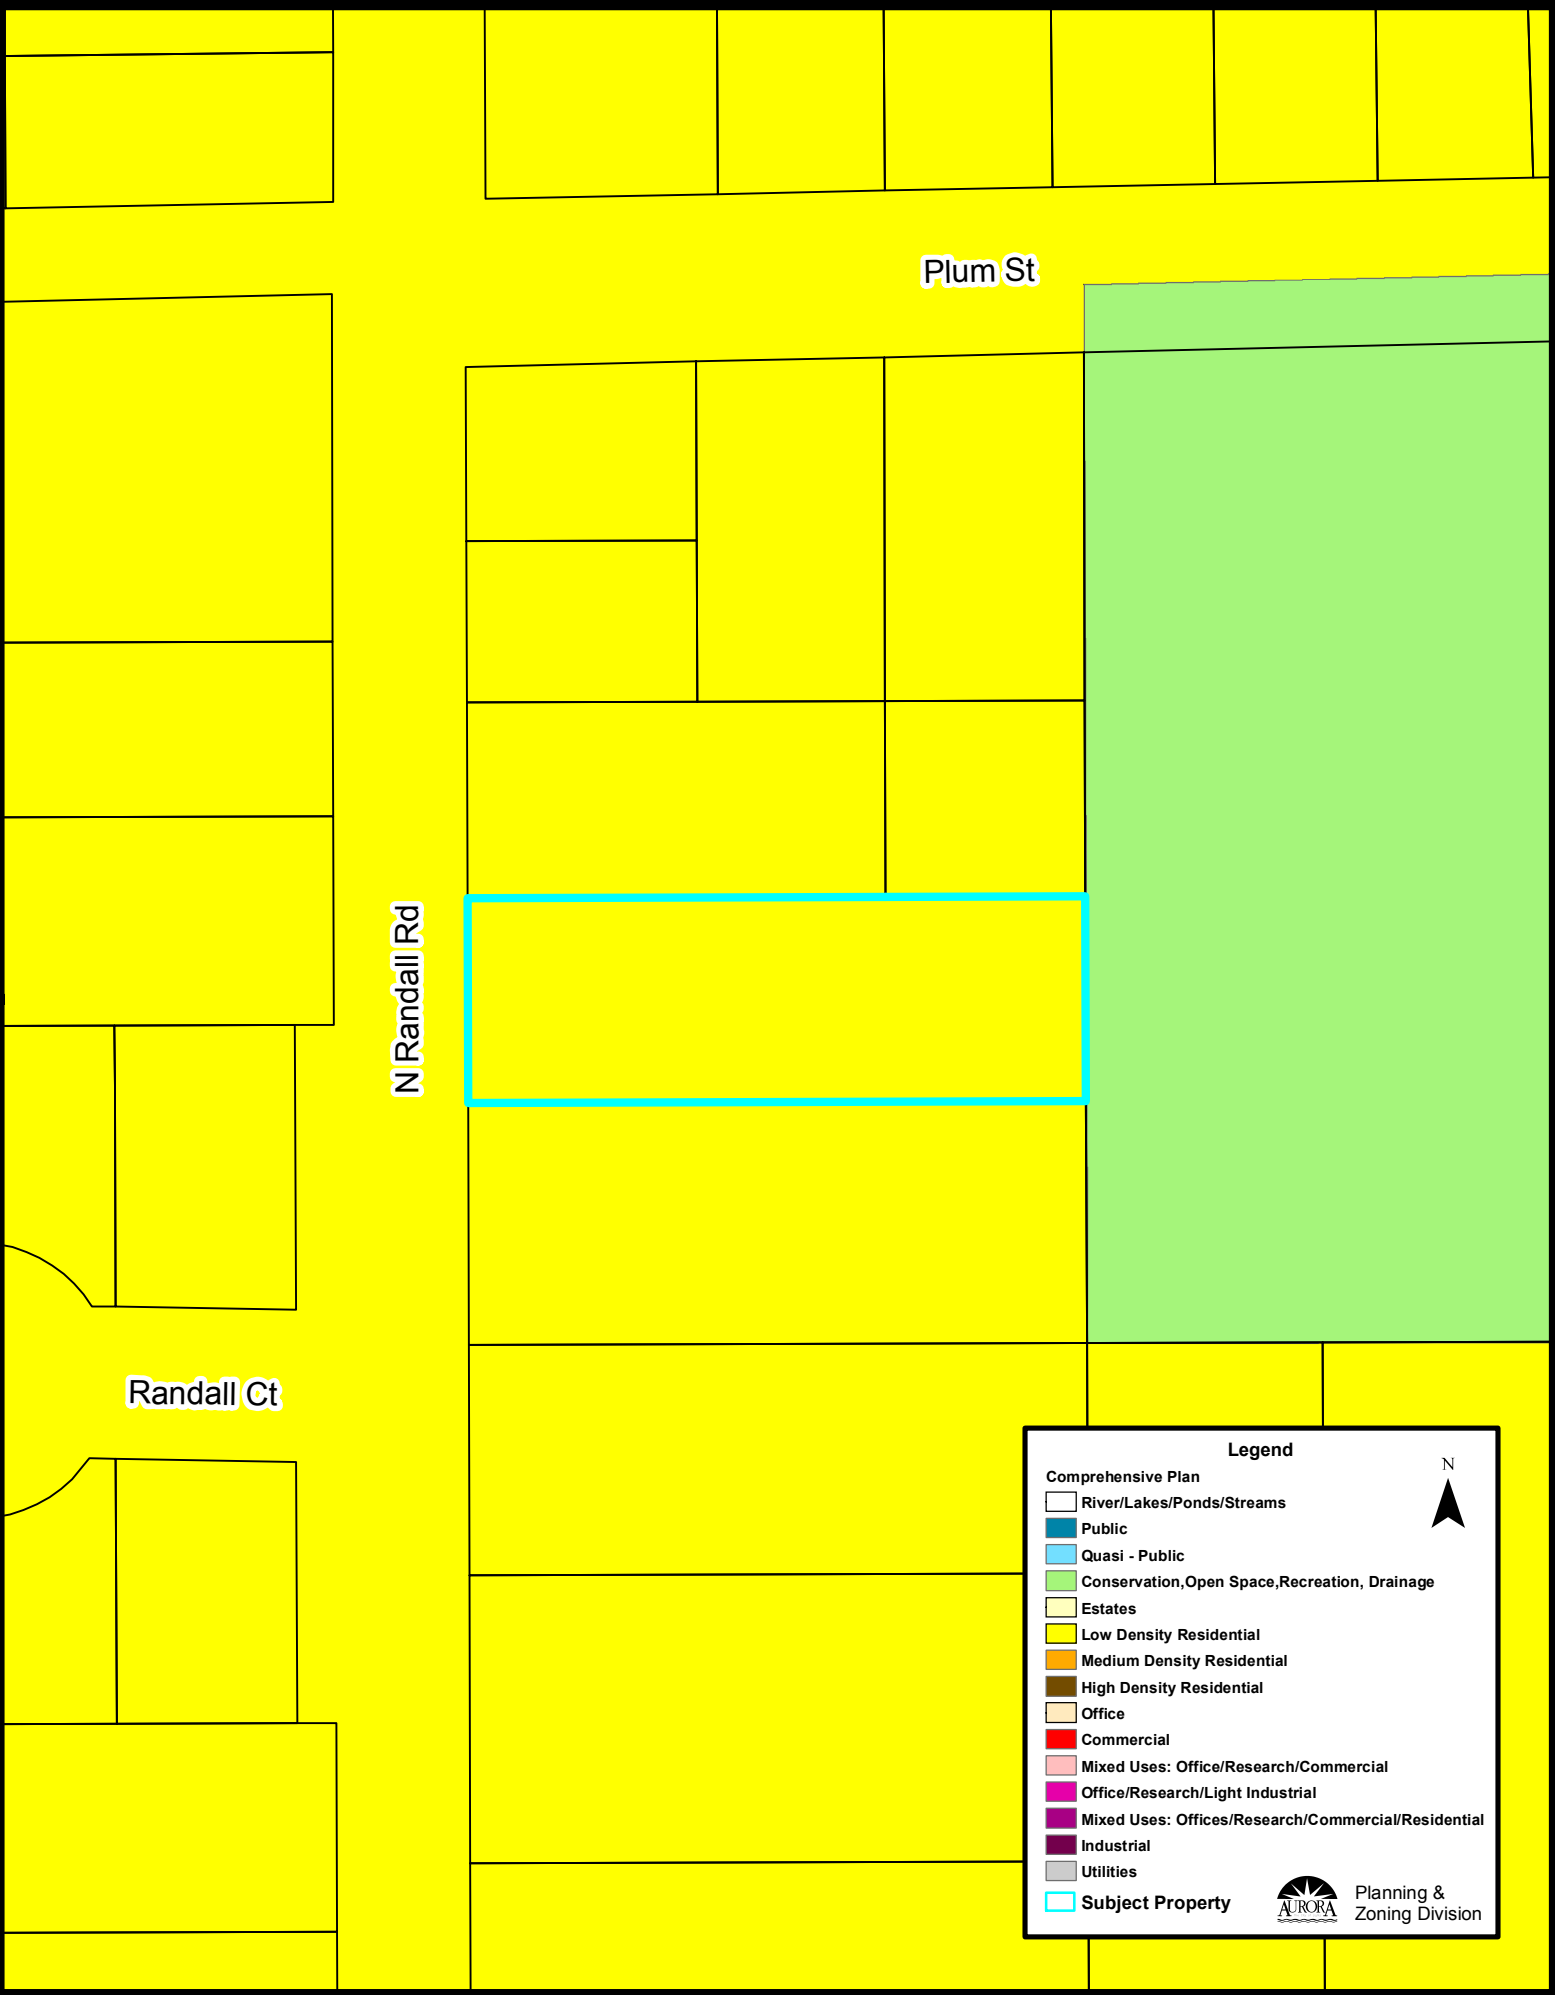 Plum St
N Randall Rd
Randall Ct
Legend
N
Comprehensive Plan
River/Lakes/Ponds/Streams
Public
Quasi - Public
Conservation,Open Space,Recreation, Drainage
Estates
Low Density Residential
Medium Density Residential
High Density Residential
Office
Commercial
Mixed Uses: Office/Research/Commercial
Office/Research/Light Industrial
Mixed Uses: Offices/Research/Commercial/Residential
Industrial
Utilities
Subject Property
AURORA
Planning &
Zoning Division